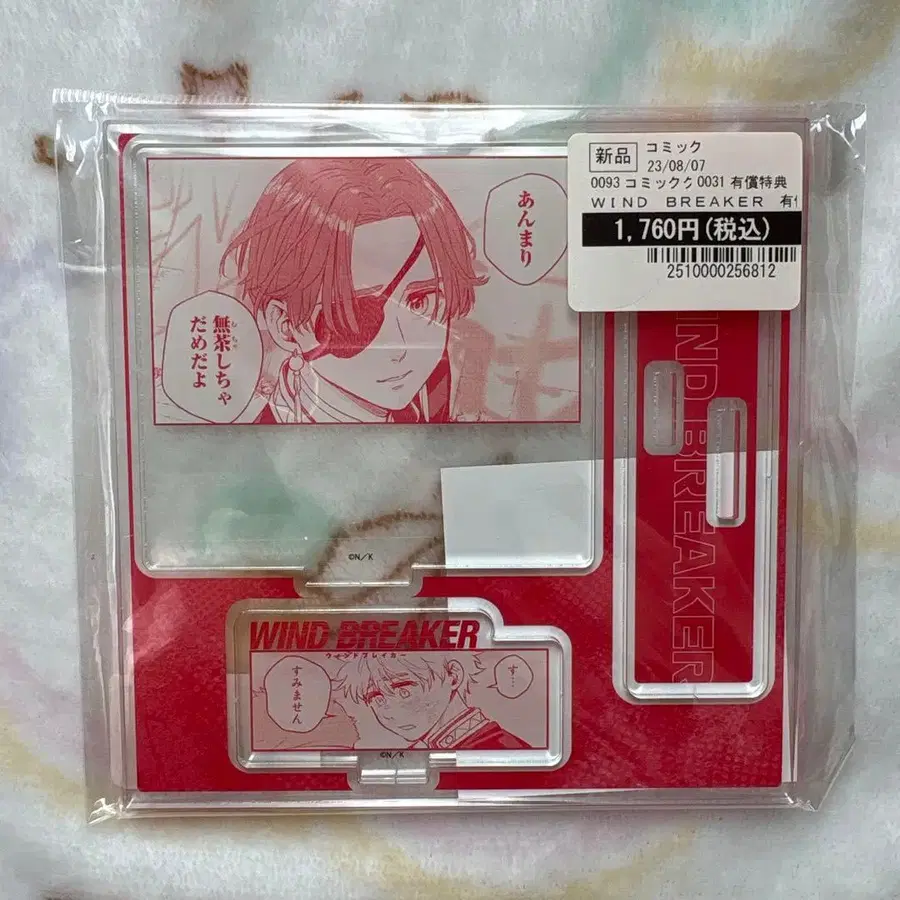 新品 コミック
23/08/07
0093 コミックク 0031 有償特典
WIND BREAKER 有
1,760円(税込)
2510000256812
あんまり
無茶しちゃ
だめだよ
むちゃ
©N/K
WIND BREAKER
WIND BREAKER
ウィンドブレイカー
す…
すみません
©N/K